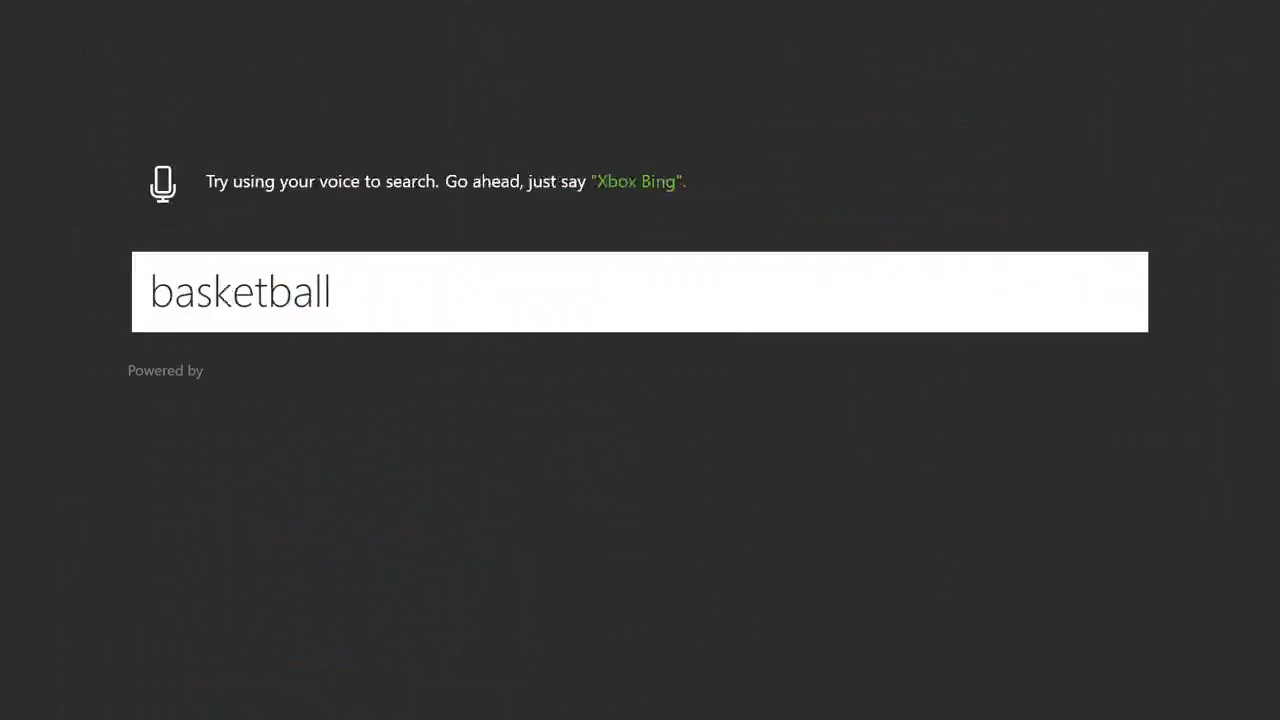 Try using your voice to search. Go ahead, just say "Xbox Bing".
basketball
Powered by